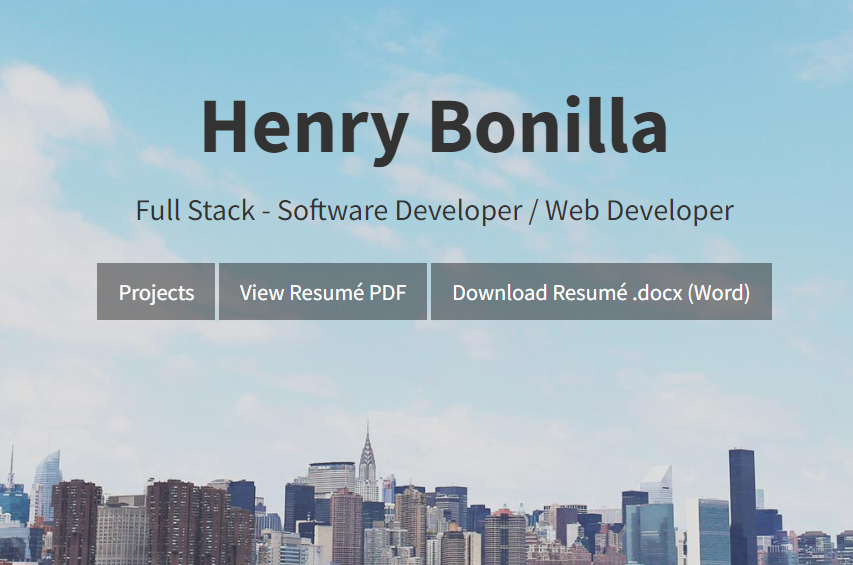 Henry Bonilla
Full Stack - Software Developer / Web Developer
Projects
View Resumé PDF
Download Resumé .docx (Word)